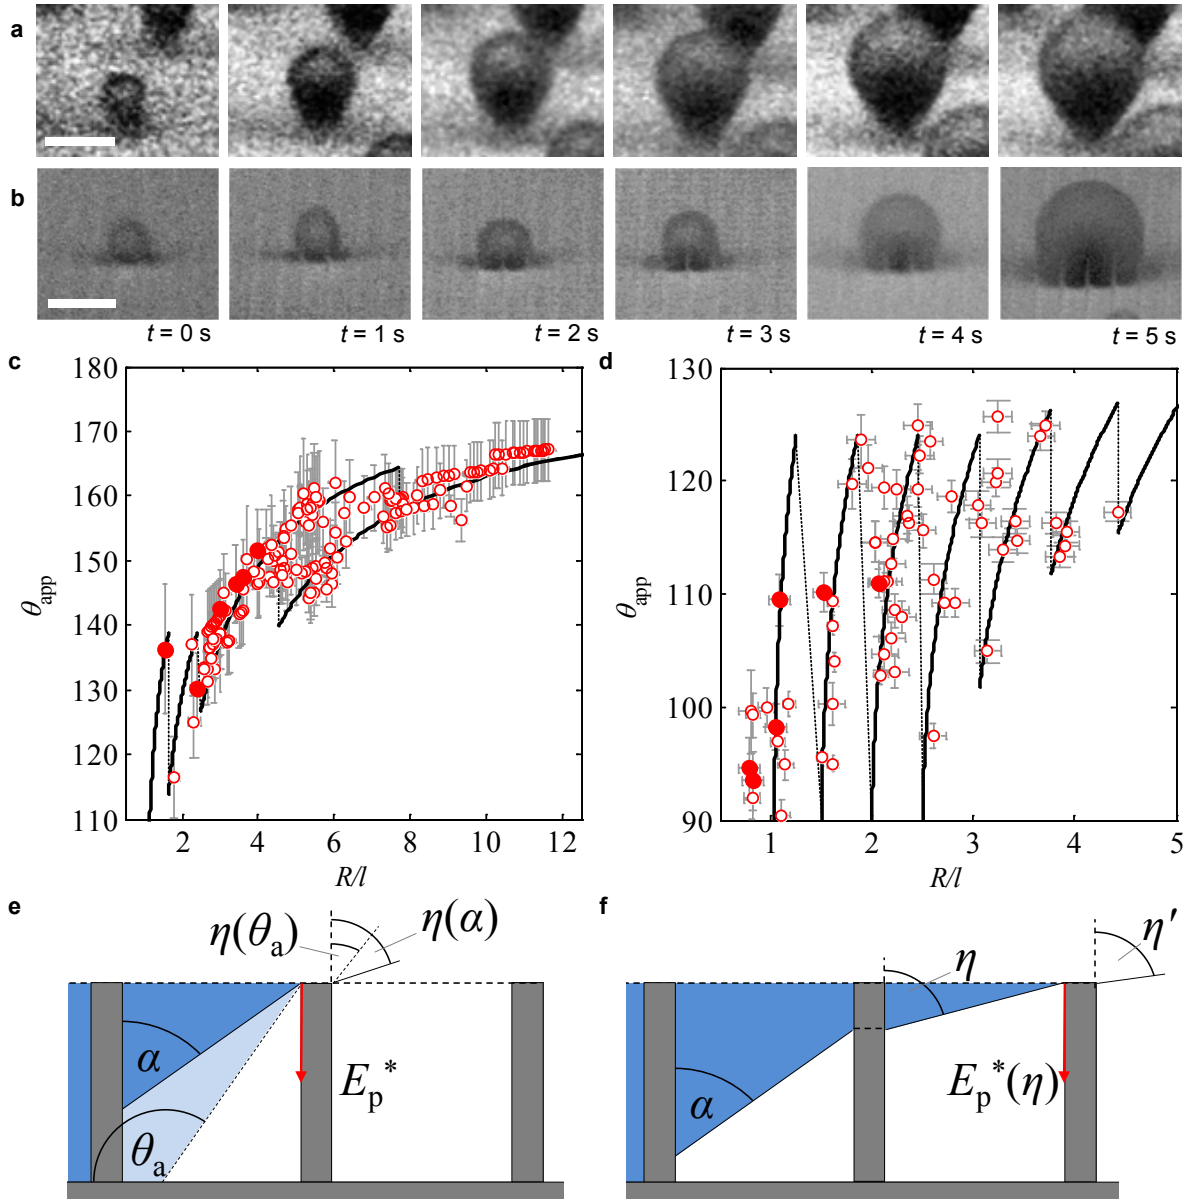 a
b
t = 0 s
t = 1 s
t = 2 s
t = 3 s
t = 4 s
t = 5 s
c
180
170
160
150
140
130
120
110
θapp
2
4
6
8
10
12
R/l
d
130
120
110
100
90
θapp
1
2
3
4
5
R/l
e
η(θa)
η(α)
α
θa
Ep*
f
η′
η
α
Ep*(η)